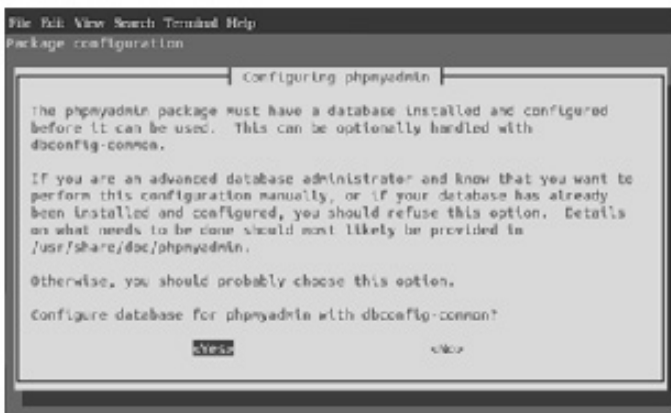 File Edit View Search Terminal Help
Package configuration
Configuring phpmyadmin
The phpmyadmin package must have a database installed and configured
before it can be used. This can be optionally handled with
dbconfig-common.
If you are an advanced database administrator and know that you want to
perform this configuration manually, or if your database has already
been installed and configured, you should refuse this option. Details
on what needs to be done should most likely be provided in
/usr/share/doc/phpmyadmin.
Otherwise, you should probably choose this option.
Configure database for phpmyadmin with dbconfig-common?
<Yes> <No>